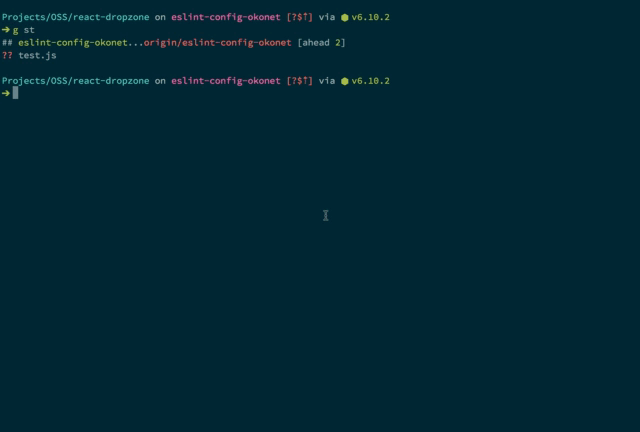 Projects/OSS/react-dropzone on eslint-config-okonet [?$⇡] via ⬢ v6.10.2
➜ g st
## eslint-config-okonet...origin/eslint-config-okonet [ahead 2]
?? test.js
Projects/OSS/react-dropzone on eslint-config-okonet [?$⇡] via ⬢ v6.10.2
➜